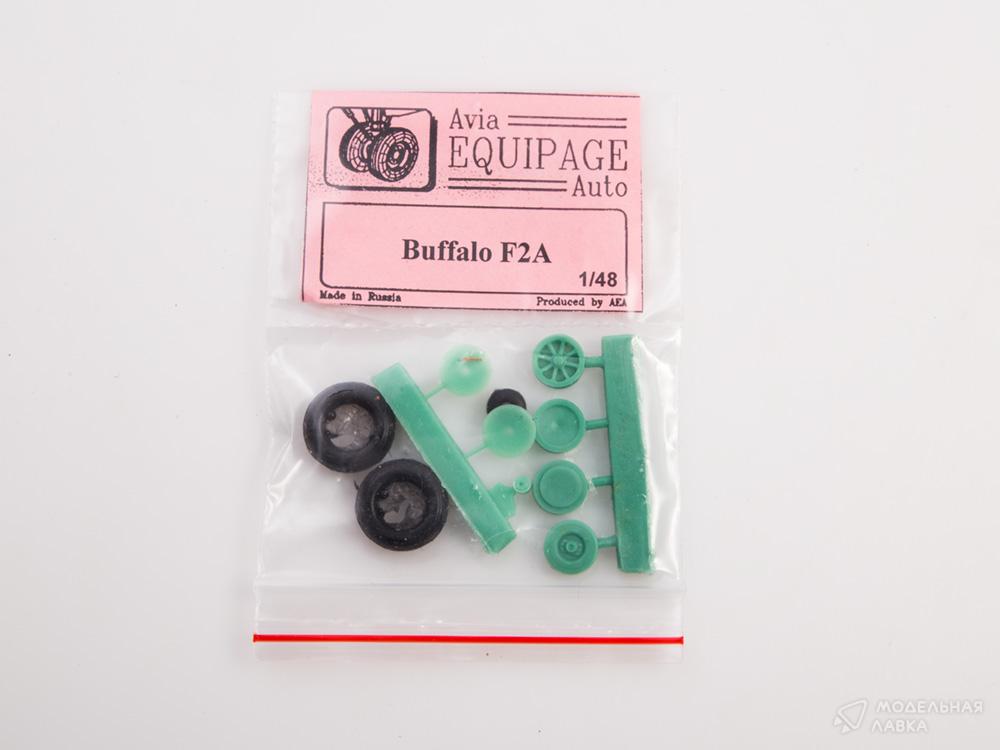 Avia
EQUIPAGE
Auto
Buffalo F2A
1/48
Made in Russia
Produced by AEA
МОДЕЛЬНАЯ
ЛАВКА